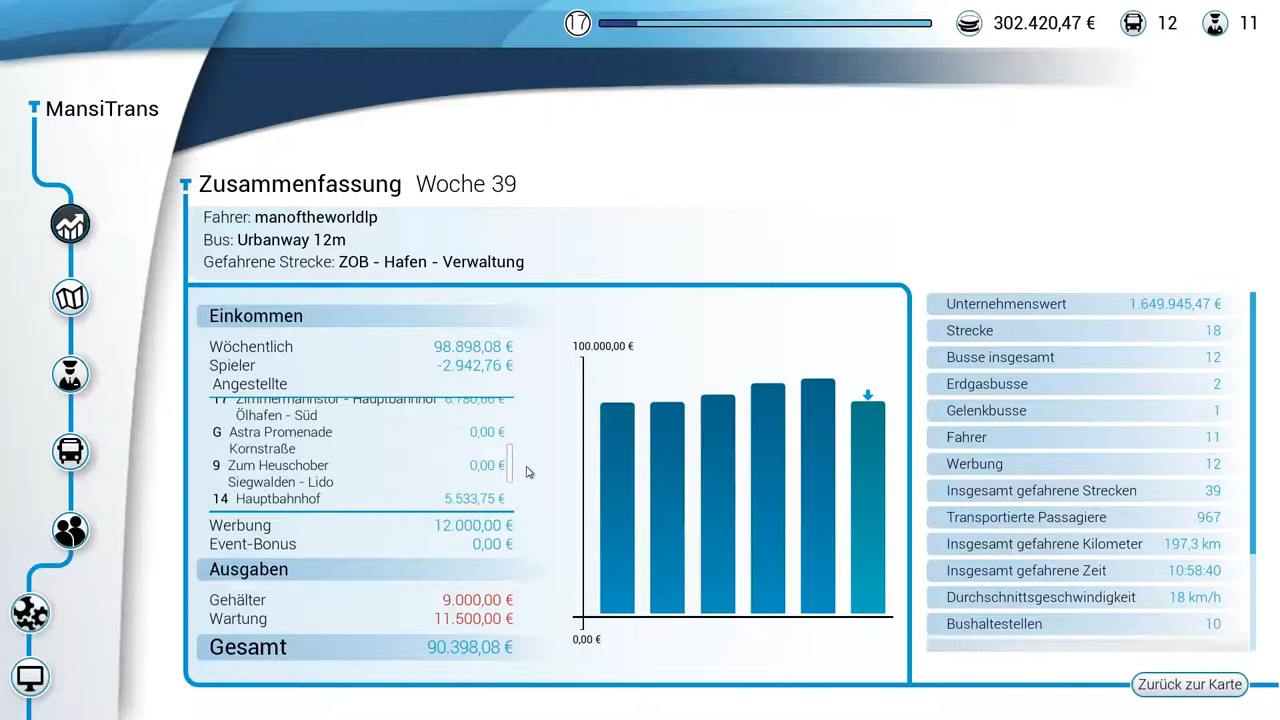 17 302.420,47 € 12 11
MansiTrans
Zusammenfassung Woche 39
Fahrer: manoftheworldlp
Bus: Urbanway 12m
Gefahrene Strecke: ZOB - Hafen - Verwaltung
Einkommen
Wöchentlich 98.898,08 €
Spieler -2.942,76 €
Angestellte
17 Zimmermannstor - Hauptbahnhof 6.780,66 €
Ölhafen - Süd
G Astra Promenade 0,00 €
Kornstraße
9 Zum Heuschober 0,00 €
Siegwalden - Lido
14 Hauptbahnhof 5.533,75 €
Werbung 12.000,00 €
Event-Bonus 0,00 €
Ausgaben
Gehälter 9.000,00 €
Wartung 11.500,00 €
Gesamt 90.398,08 €
100.000,00 €
0,00 €
Unternehmenswert 1.649.945,47 €
Strecke 18
Busse insgesamt 12
Erdgasbusse 2
Gelenkbusse 1
Fahrer 11
Werbung 12
Insgesamt gefahrene Strecken 39
Transportierte Passagiere 967
Insgesamt gefahrene Kilometer 197,3 km
Insgesamt gefahrene Zeit 10:58:40
Durchschnittsgeschwindigkeit 18 km/h
Bushaltestellen 10
Zurück zur Karte